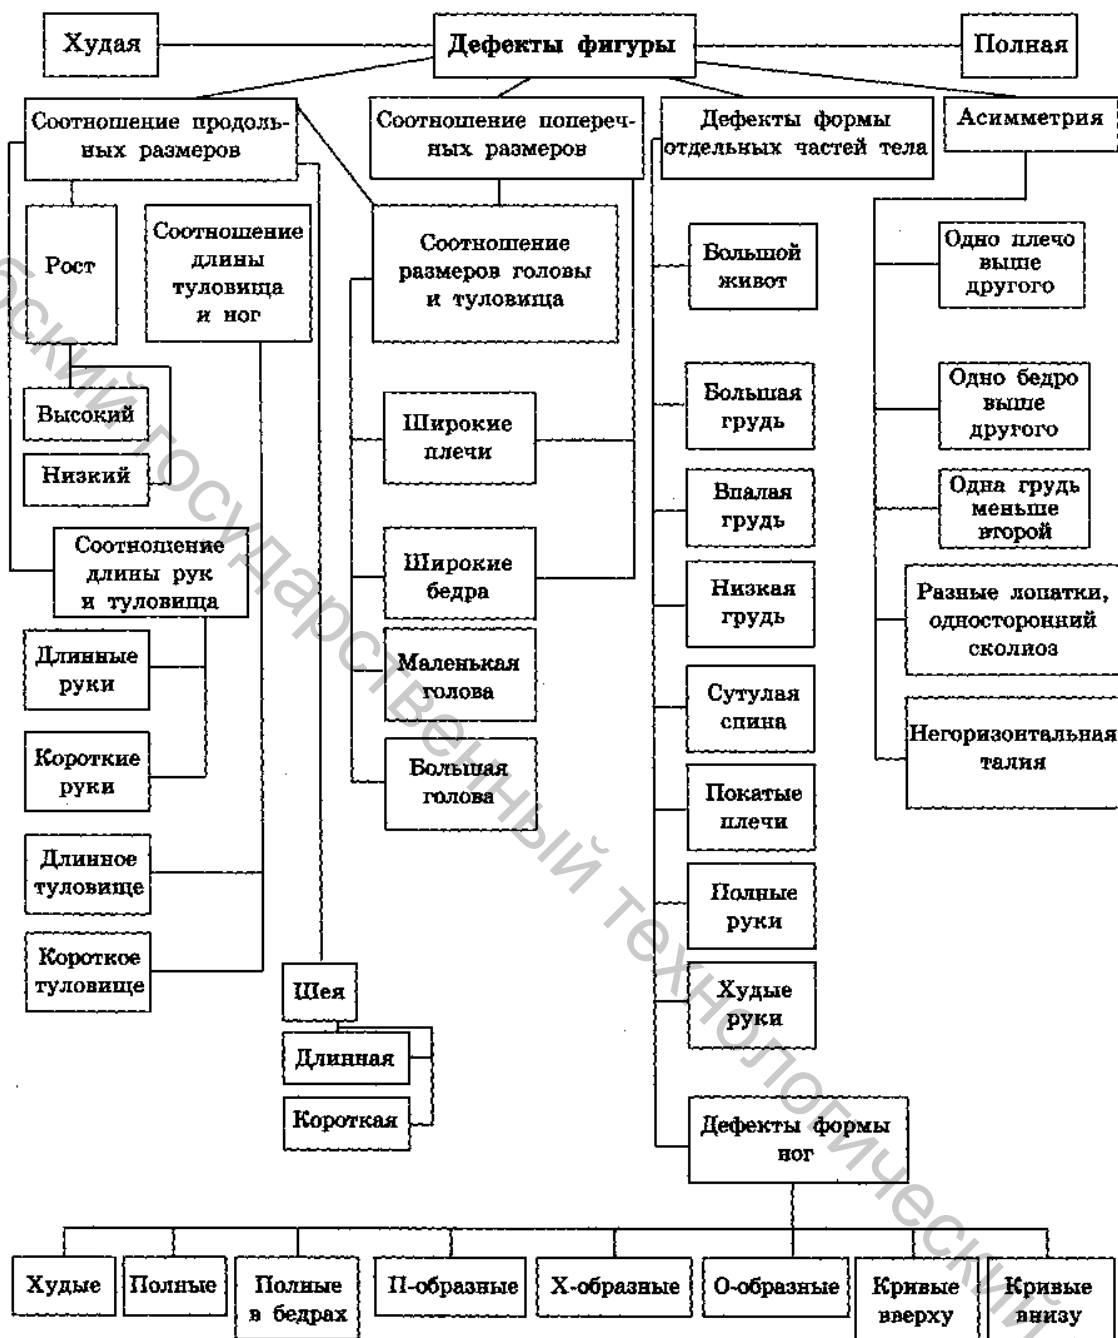 Худая
Дефекты фигуры
Полная
Соотношение продоль-
ных размеров
Соотношение попереч-
ных размеров
Дефекты формы
отдельных частей тела
Асимметрия
Рост
Соотношение
длины
туловища
и ног
Соотношение
размеров головы
и туловища
Большой
живот
Одно плечо
выше
другого
Высокий
Низкий
Широкие
плечи
Большая
грудь
Одно бедро
выше
другого
Впалая
грудь
Одна грудь
меньше
второй
Соотношение
длины рук
и туловища
Широкие
бедра
Низкая
грудь
Разные лопатки,
односторонний
сколиоз
Длинные
руки
Маленькая
голова
Сутулая
спина
Негоризонтальная
талия
Короткие
руки
Большая
голова
Покатые
плечи
Длинное
туловище
Полные
руки
Короткое
туловище
Шея
Худые
руки
Длинная
Короткая
Дефекты формы
ног
Худые
Полные
Полные
в бедрах
П-образные
Х-образные
О-образные
Кривые
вверху
Кривые
внизу
государственный технологический